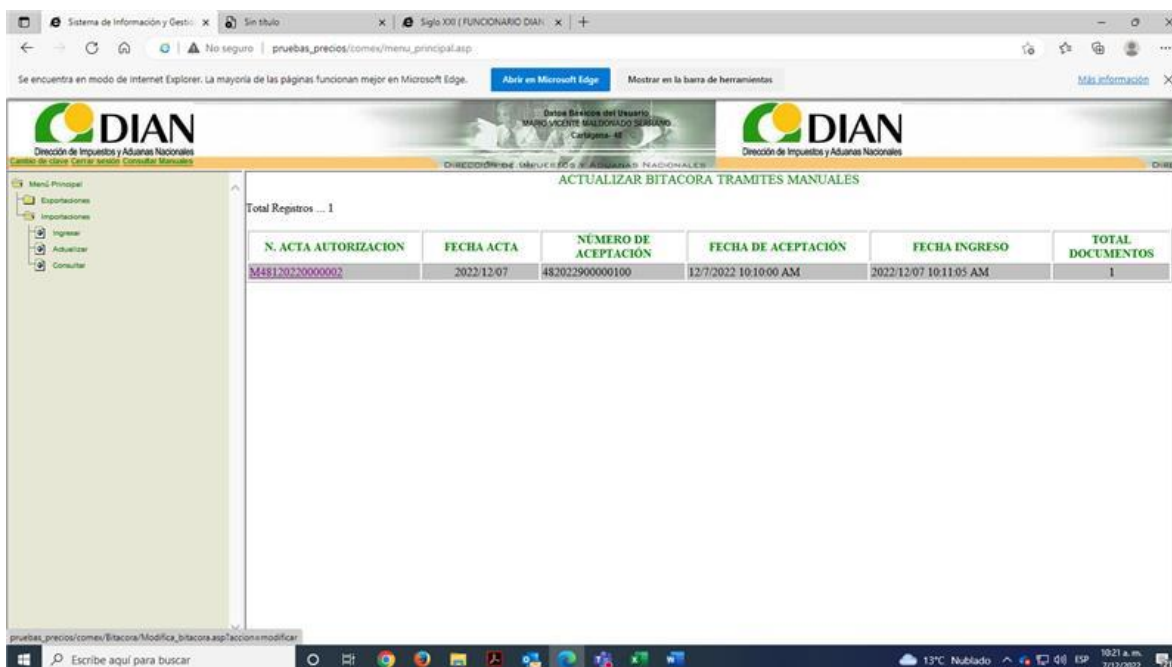 Sistema de Información y Gestió
Sin título
Siglo XXI ( FUNCIONARIO DIAN
No seguro
pruebas_precios/comex/menu_principal.asp
Se encuentra en modo de Internet Explorer. La mayoría de las páginas funcionan mejor en Microsoft Edge.
Abrir en Microsoft Edge
Mostrar en la barra de herramientas
Más información
DIAN
Dirección de Impuestos y Aduanas Nacionales
Cambio de clave Cerrar sesión Consultar Manuales
Datos Básicos del Usuario
MARIO VICENTE MALDONADO SERRANO
Cartagena- 48
DIRECCIÓN DE IMPUESTOS Y ADUANAS NACIONALES
DIAN
Dirección de Impuestos y Aduanas Nacionales
Menú Principal
Exportaciones
Importaciones
Ingresar
Actualizar
Consultar
ACTUALIZAR BITACORA TRAMITES MANUALES
Total Registros ... 1
N. ACTA AUTORIZACION FECHA ACTA NÚMERO DE ACEPTACIÓN FECHA DE ACEPTACIÓN FECHA INGRESO TOTAL DOCUMENTOS
M48120220000002 2022/12/07 482022900000100 12/7/2022 10:10:00 AM 2022/12/07 10:11:05 AM 1
pruebas_precios/comex/Bitacora/Modifica_bitacora.asp?accion=modificar
Escribe aquí para buscar
13°C Nublado
ESP
10:21 a. m.
7/12/2022